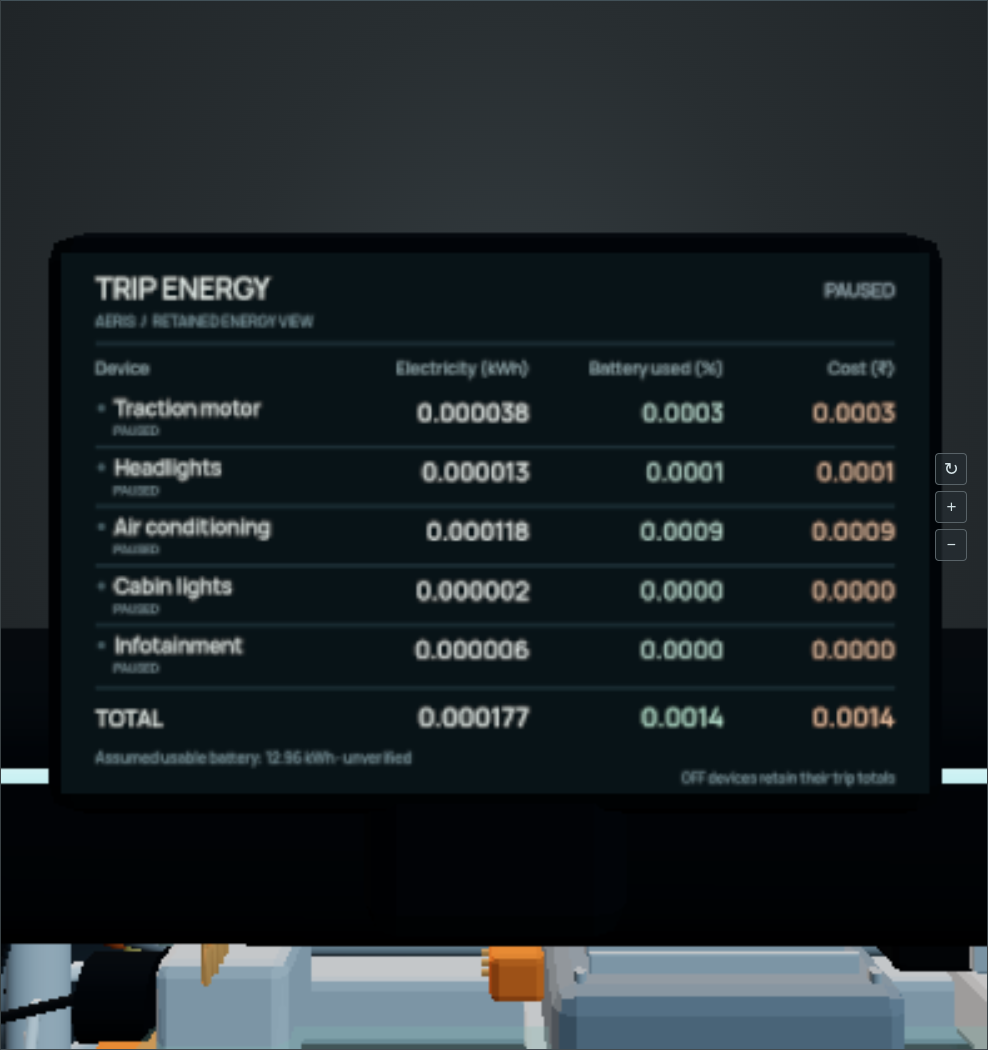 TRIP ENERGY
PAUSED
AERIS / RETAINED ENERGY VIEW
Device Electricity (kWh) Battery used (%) Cost (₹)
Traction motor 0.000038 0.0003 0.0003
PAUSED
Headlights 0.000013 0.0001 0.0001
PAUSED
Air conditioning 0.000118 0.0009 0.0009
PAUSED
Cabin lights 0.000002 0.0000 0.0000
PAUSED
Infotainment 0.000006 0.0000 0.0000
PAUSED
TOTAL 0.000177 0.0014 0.0014
Assumed usable battery: 12.96 kWh · unverified
OFF devices retain their trip totals
↻
+
−